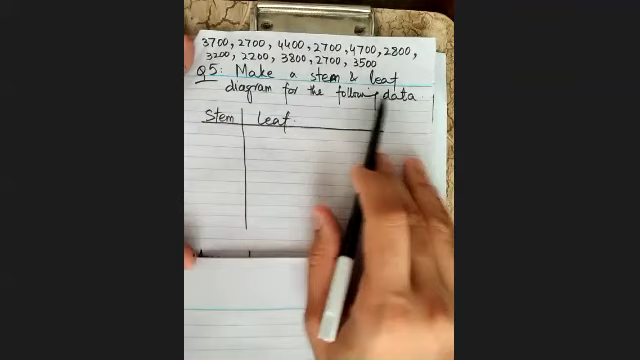 3700, 2700, 4400, 2700, 4700, 2800,
3200, 2200, 3800, 2700, 3500
Q5: Make a stem & leaf
diagram for the following data
Stem Leaf.